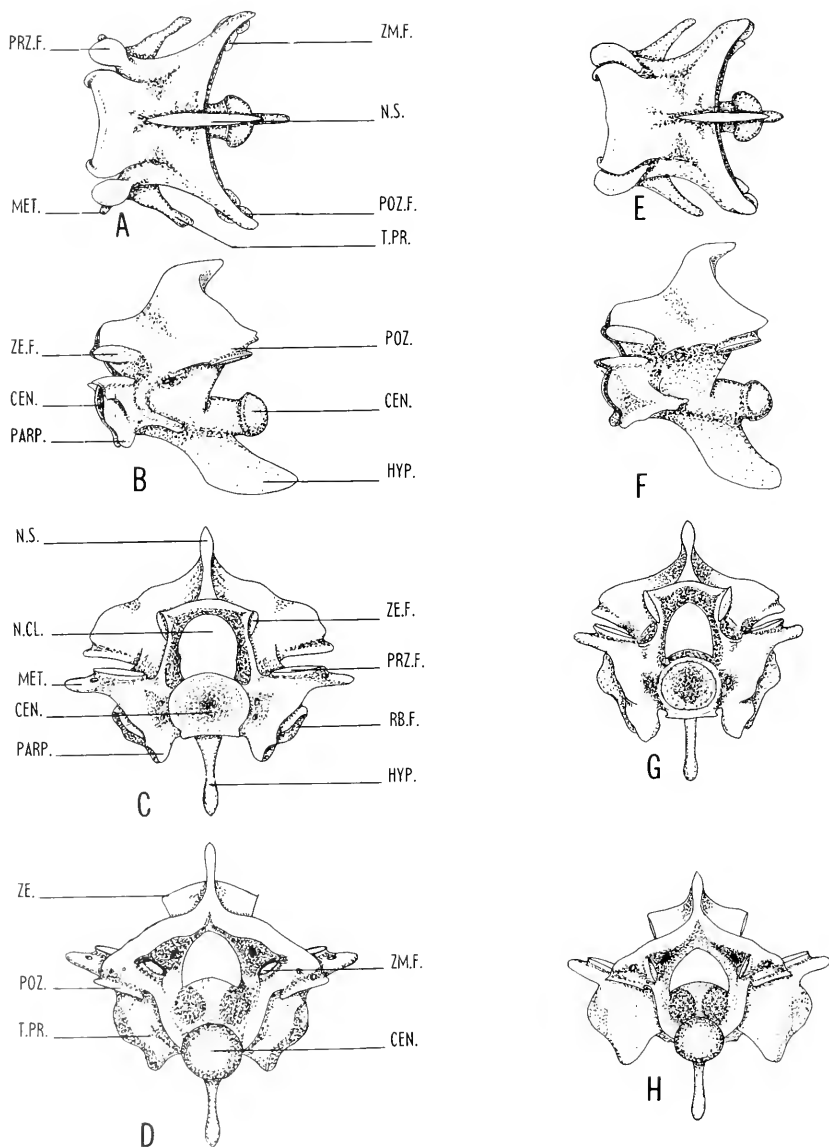 PRZ.F.
ZM.F.
N.S.
MET.
POZ.F.
T.PR.
A
E
ZE.F.
POZ.
CEN.
CEN.
PARP.
HYP.
B
F
N.S.
N.CL.
ZE.F.
MET.
PRZ.F.
CEN.
RB.F.
PARP.
HYP.
C
G
ZE.
ZM.F.
POZ.
T.PR.
CEN.
D
H